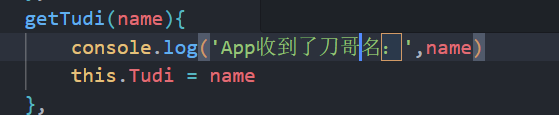 getTudi(name){
console.log('App收到了刀哥名：',name)
this.Tudi = name
},